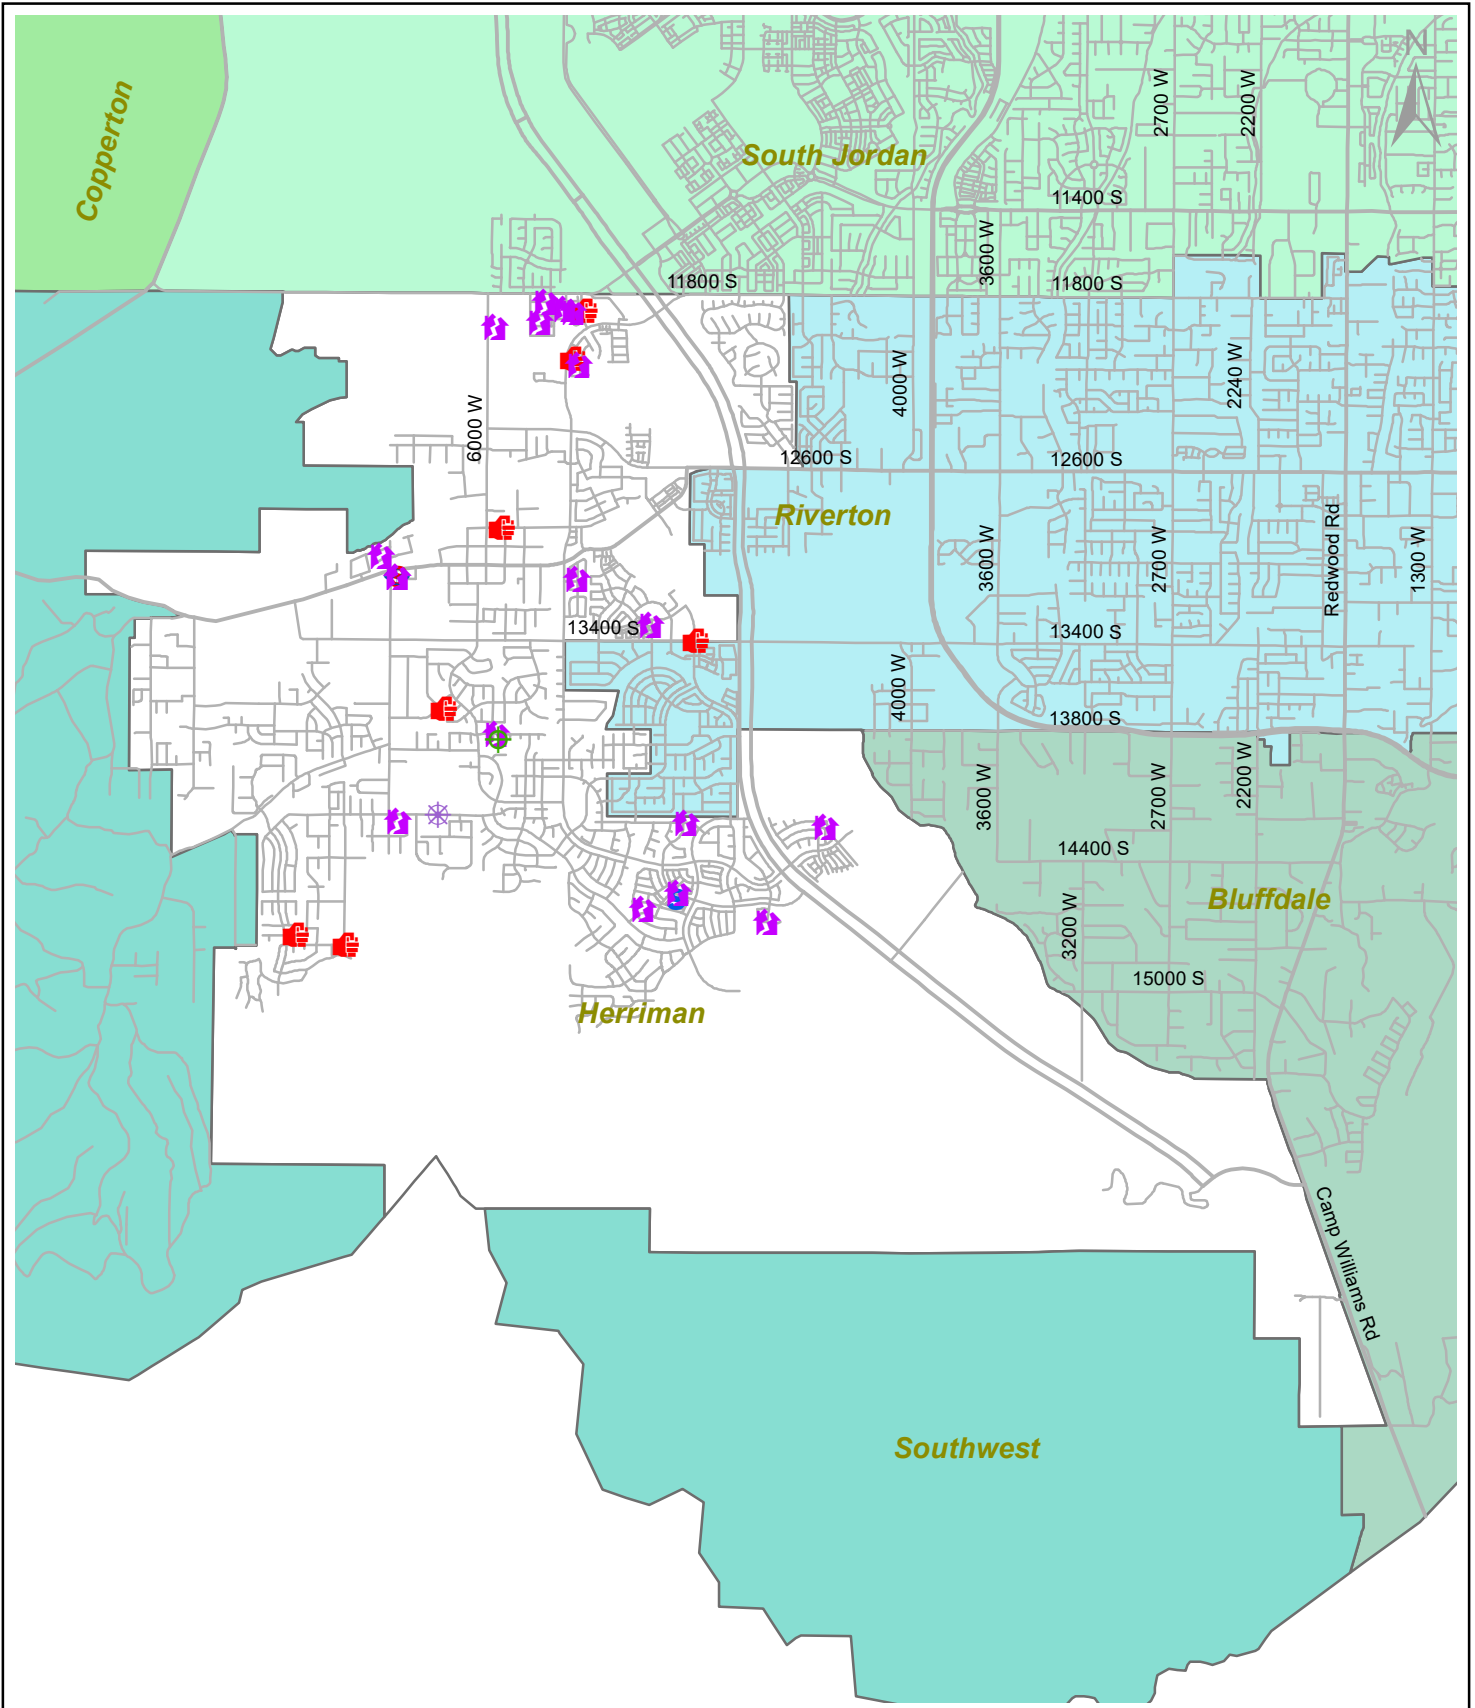 N
Copperton
2700 W
2200 W
South Jordan
11400 S
3600 W
11800 S
11800 S
4000 W
2240 W
6000 W
12600 S
12600 S
Riverton
Redwood Rd
3600 W
2700 W
1300 W
13400 S
13400 S
4000 W
13800 S
3600 W
2700 W
2200 W
14400 S
Bluffdale
3200 W
15000 S
Herriman
Camp Williams Rd
Southwest